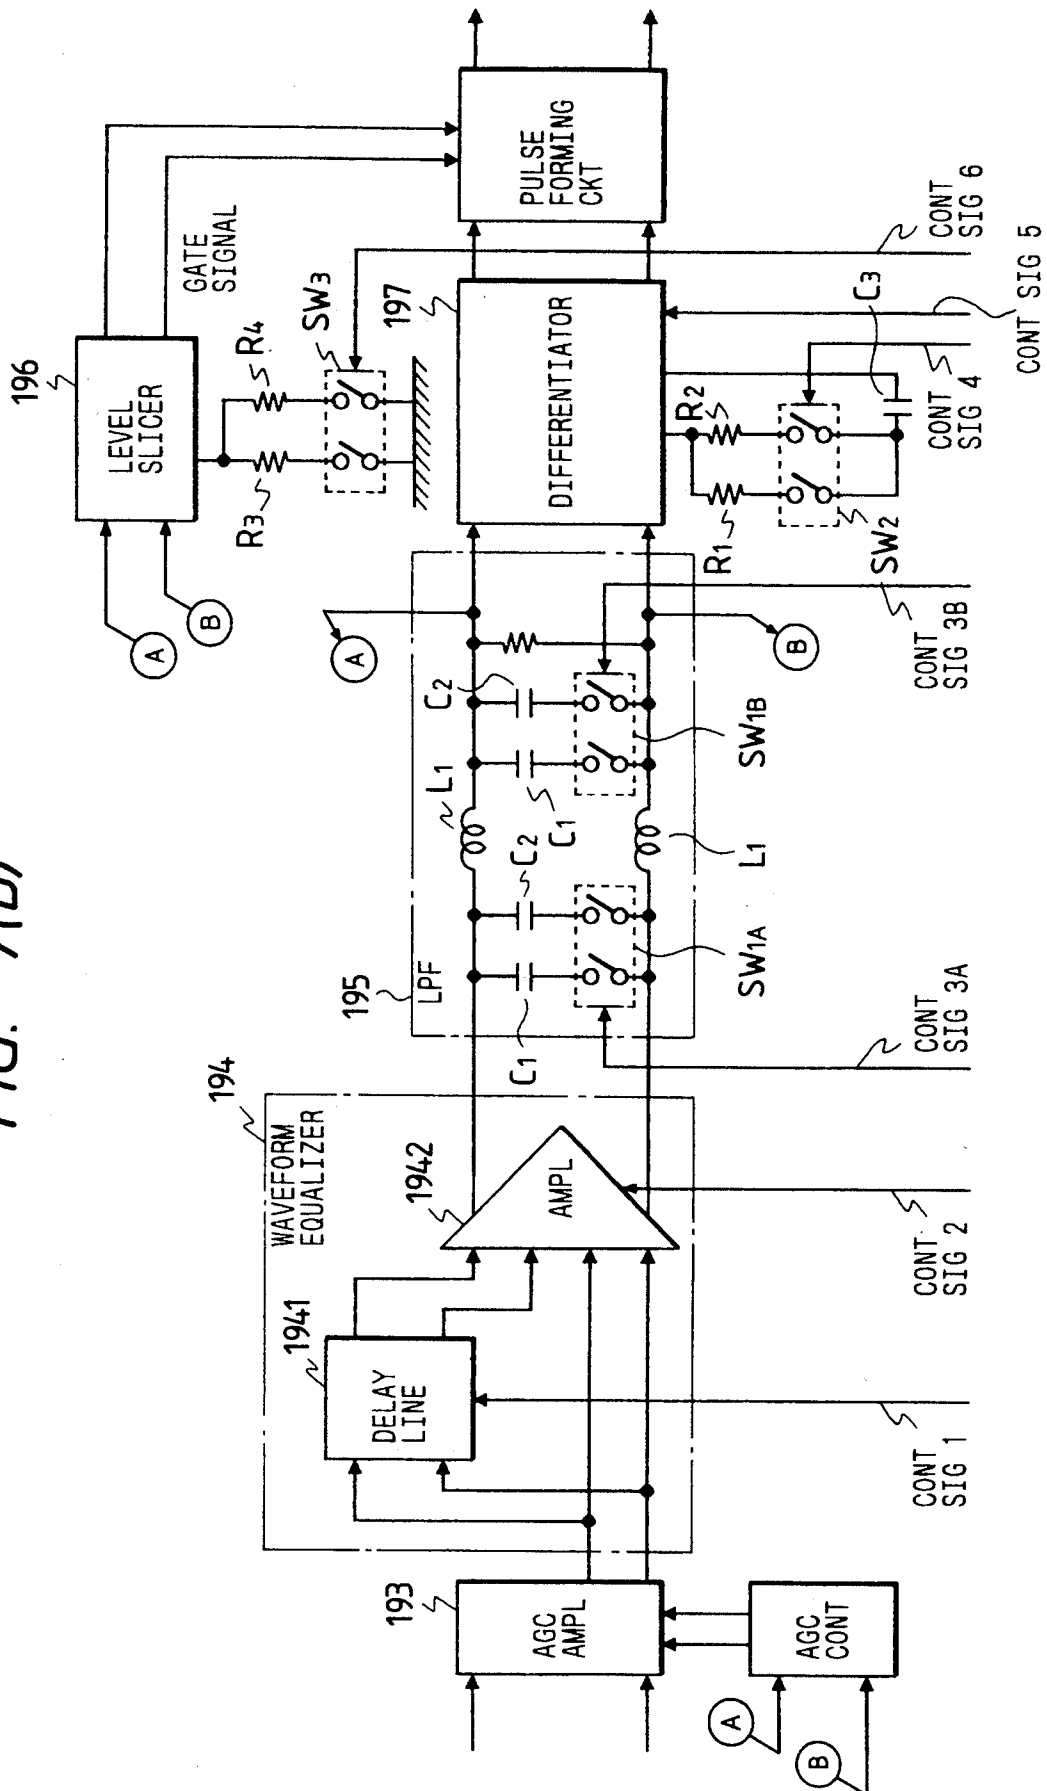 FIG. 7(B)
196
LEVEL
SLICER
GATE
SIGNAL
A
B
R3
R4
SW3
194
WAVEFORM
EQUALIZER
1941
DELAY
LINE
1942
AMPL
195
LPF
C1
C2
L1
C1
C2
A
197
DIFFERENTIATOR
PULSE
FORMING
CKT
193
AGC
AMPL
SW1A
L1
SW1B
B
R1
R2
SW2
C3
AGC
CONT
A
B
CONT
SIG 1
CONT
SIG 2
CONT
SIG 3A
CONT
SIG 3B
CONT
SIG 4
CONT SIG 5
CONT
SIG 6